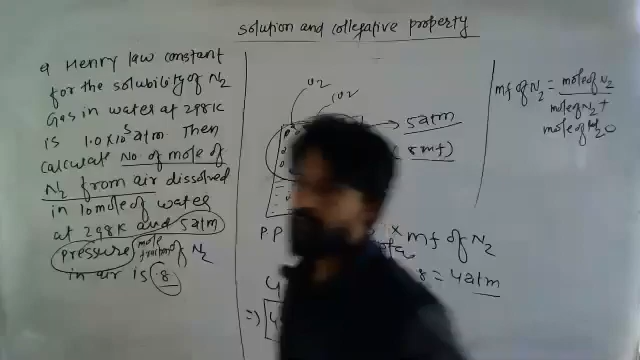 solution and collegative property
q Henry law constant
for the solubility of N2
Gas in water at 298K
is 1.0×10^5 atm. Then
calculate No of mole of
N2 from air dissolved
in 10 mole of water
at 298K and 5atm
pressure mole fraction of N2
in air is .8
5atm
mf)
P P
× mf of N2
8 = 4atm
=>
mf of N2 = mole of N2
mole of N2 +
mole of H2O